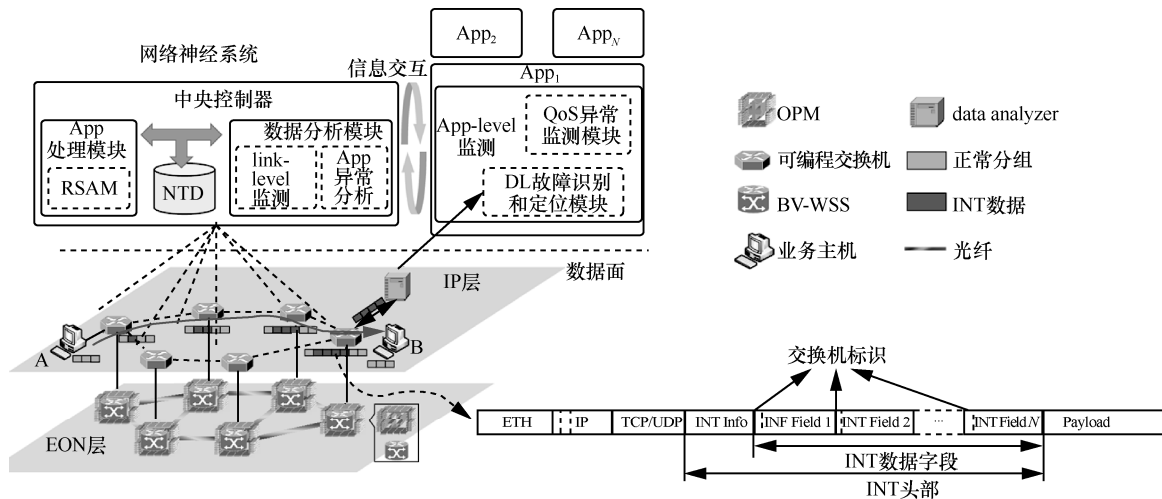 网络神经系统
中央控制器
App
处理模块
RSAM
NTD
数据分析模块
link-
level
监测
App
异常
分析
信息交互
App2
AppN
App1
App-level
监测
QoS异常
监测模块
DL故障识别
和定位模块
数据面
IP层
A
B
EON层
OPM
data analyzer
可编程交换机
正常分组
BV-WSS
INT数据
业务主机
光纤
交换机标识
ETH
IP
TCP/UDP
INT Info
INF Field 1
INT Field 2
...
INT Field N
Payload
INT数据字段
INT头部